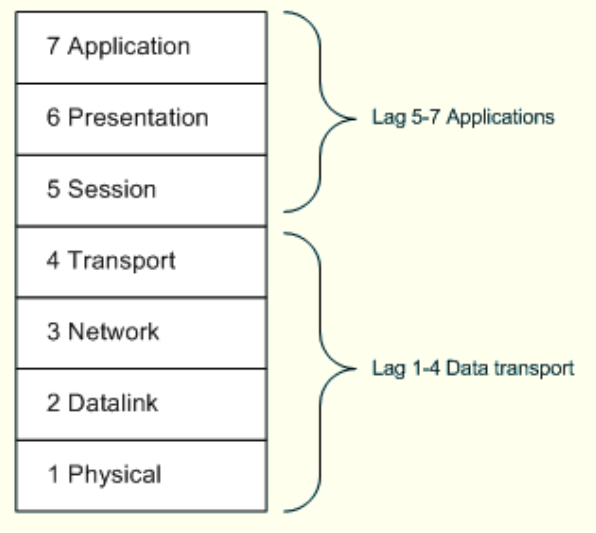 7 Application
6 Presentation
5 Session
4 Transport
3 Network
2 Datalink
1 Physical
Lag 5-7 Applications
Lag 1-4 Data transport